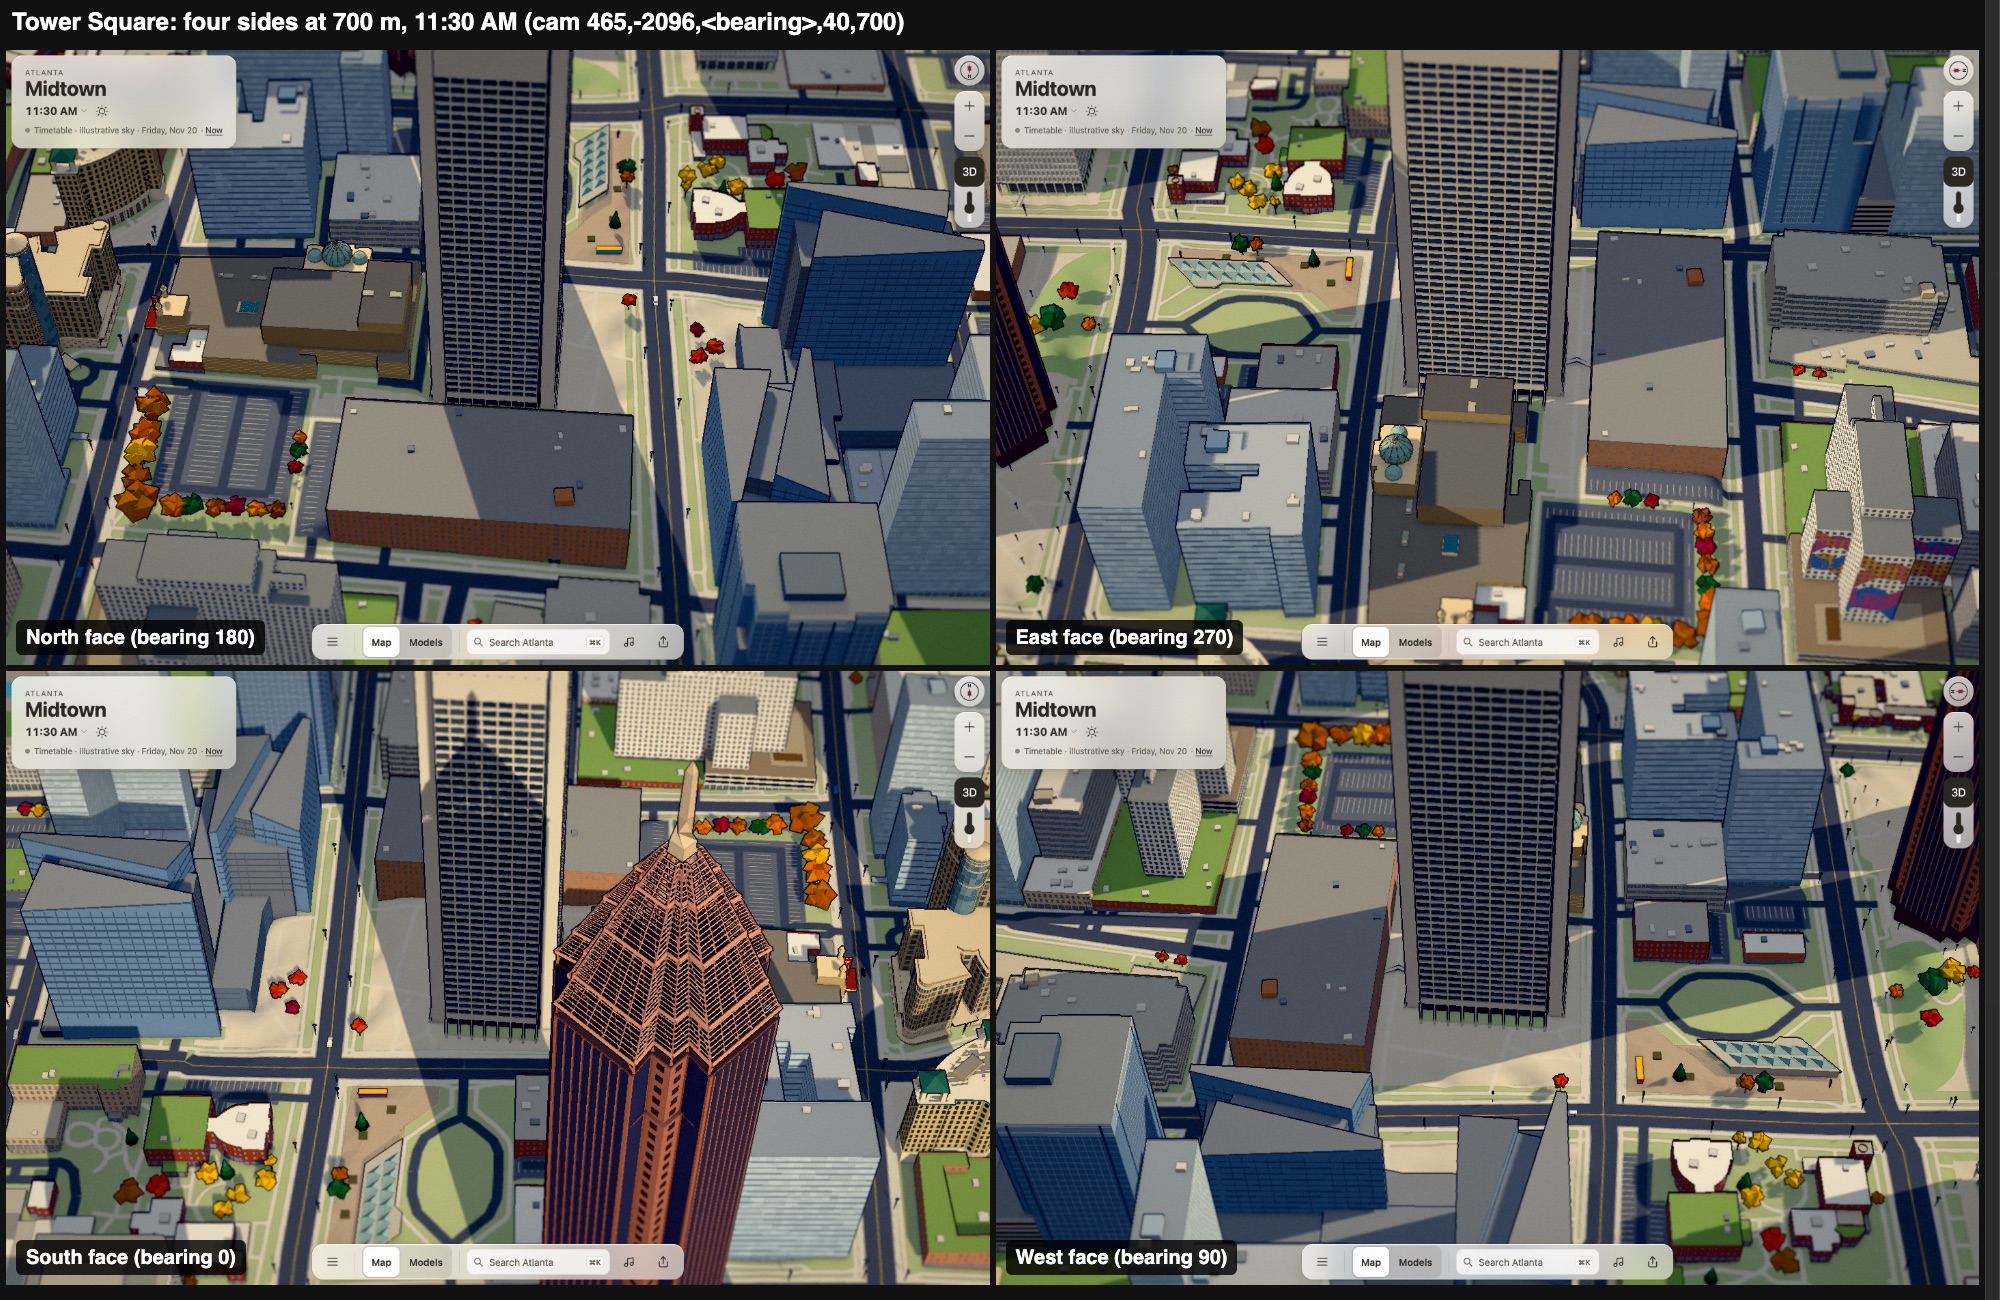 Tower Square: four sides at 700 m, 11:30 AM (cam 465,-2096,<bearing>,40,700)
ATLANTA
Midtown
11:30 AM
Timetable · illustrative sky · Friday, Nov 20 · Now
3D
North face (bearing 180)
Map
Models
Search Atlanta
⌘K
ATLANTA
Midtown
11:30 AM
Timetable · illustrative sky · Friday, Nov 20 · Now
3D
East face (bearing 270)
Map
Models
Search Atlanta
⌘K
ATLANTA
Midtown
11:30 AM
Timetable · illustrative sky · Friday, Nov 20 · Now
3D
South face (bearing 0)
Map
Models
Search Atlanta
⌘K
ATLANTA
Midtown
11:30 AM
Timetable · illustrative sky · Friday, Nov 20 · Now
3D
West face (bearing 90)
Map
Models
Search Atlanta
⌘K